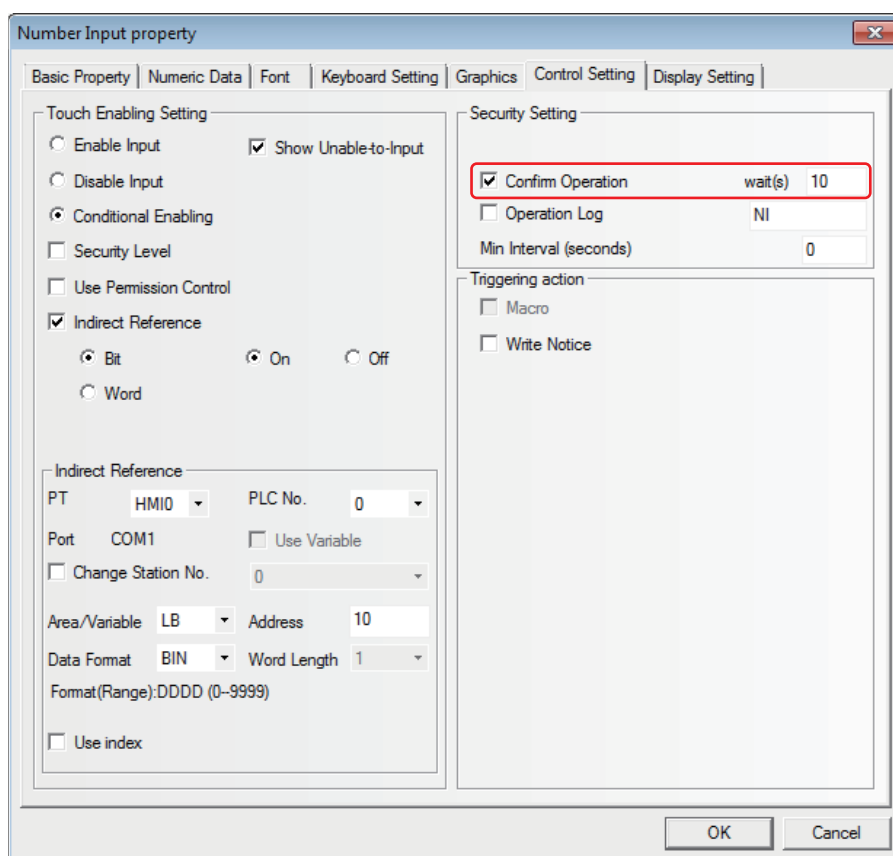 Number Input property
Basic Property Numeric Data Font Keyboard Setting Graphics Control Setting Display Setting
Touch Enabling Setting
Enable Input Show Unable-to-Input
Disable Input
Conditional Enabling
Security Level
Use Permission Control
Indirect Reference
Bit On Off
Word
Indirect Reference
PT HMI0 PLC No. 0
Port COM1 Use Variable
Change Station No. 0
Area/Variable LB Address 10
Data Format BIN Word Length 1
Format(Range):DDDD (0--9999)
Use index
Security Setting
Confirm Operation wait(s) 10
Operation Log NI
Min Interval (seconds) 0
Triggering action
Macro
Write Notice
OK Cancel